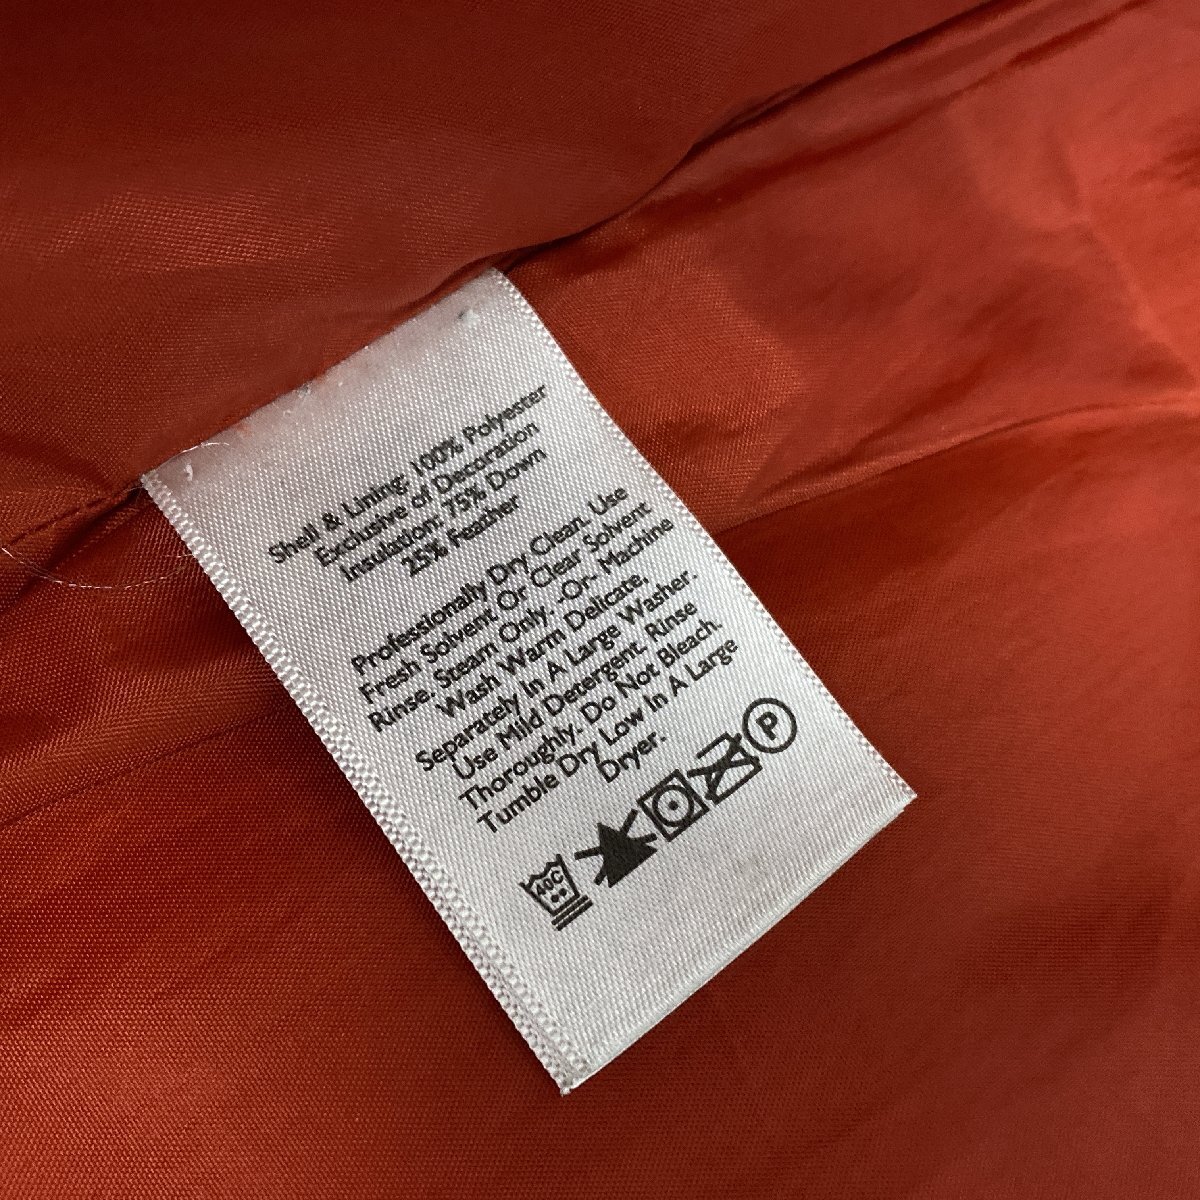 Shell & Lining: 100% Polyester
Exclusive of Decoration
Insulation: 75% Down
25% Feather
Professionally Dry Clean. Use
Fresh Solvent Or Clear Solvent
Rinse. Steam Only. -Or- Machine
Wash Warm Delicate,
Separately In A Large Washer.
Use Mild Detergent. Rinse
Thoroughly. Do Not Bleach.
Tumble Dry Low In A Large
Dryer.
40C P